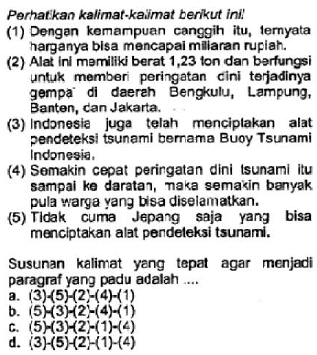 Perhatikan kalimat-kalimat berikut ini!
(1) Dengan kemampuan canggih itu, ternyata
harganya bisa mencapai miliaran rupiah.
(2) Alat ini memiliki berat 1,23 ton dan berfungsi
untuk memberi peringatan dini terjadinya
gempa di daerah Bengkulu, Lampung,
Banten, dan Jakarta.
(3) Indonesia juga telah menciptakan alat
pendeteksi tsunami bernama Buoy Tsunami
Indonesia.
(4) Semakin cepat peringatan dini tsunami itu
sampai ke daratan, maka semakin banyak
pula warga yang bisa diselamatkan.
(5) Tidak cuma Jepang saja yang bisa
menciptakan alat pendeteksi tsunami.
Susunan kalimat yang tepat agar menjadi
paragraf yang padu adalah ....
a. (3)-(5)-(2)-(4)-(1)
b. (5)-(3)-(2)-(4)-(1)
c. (5)-(3)-(2)-(1)-(4)
d. (3)-(5)-(2)-(1)-(4)